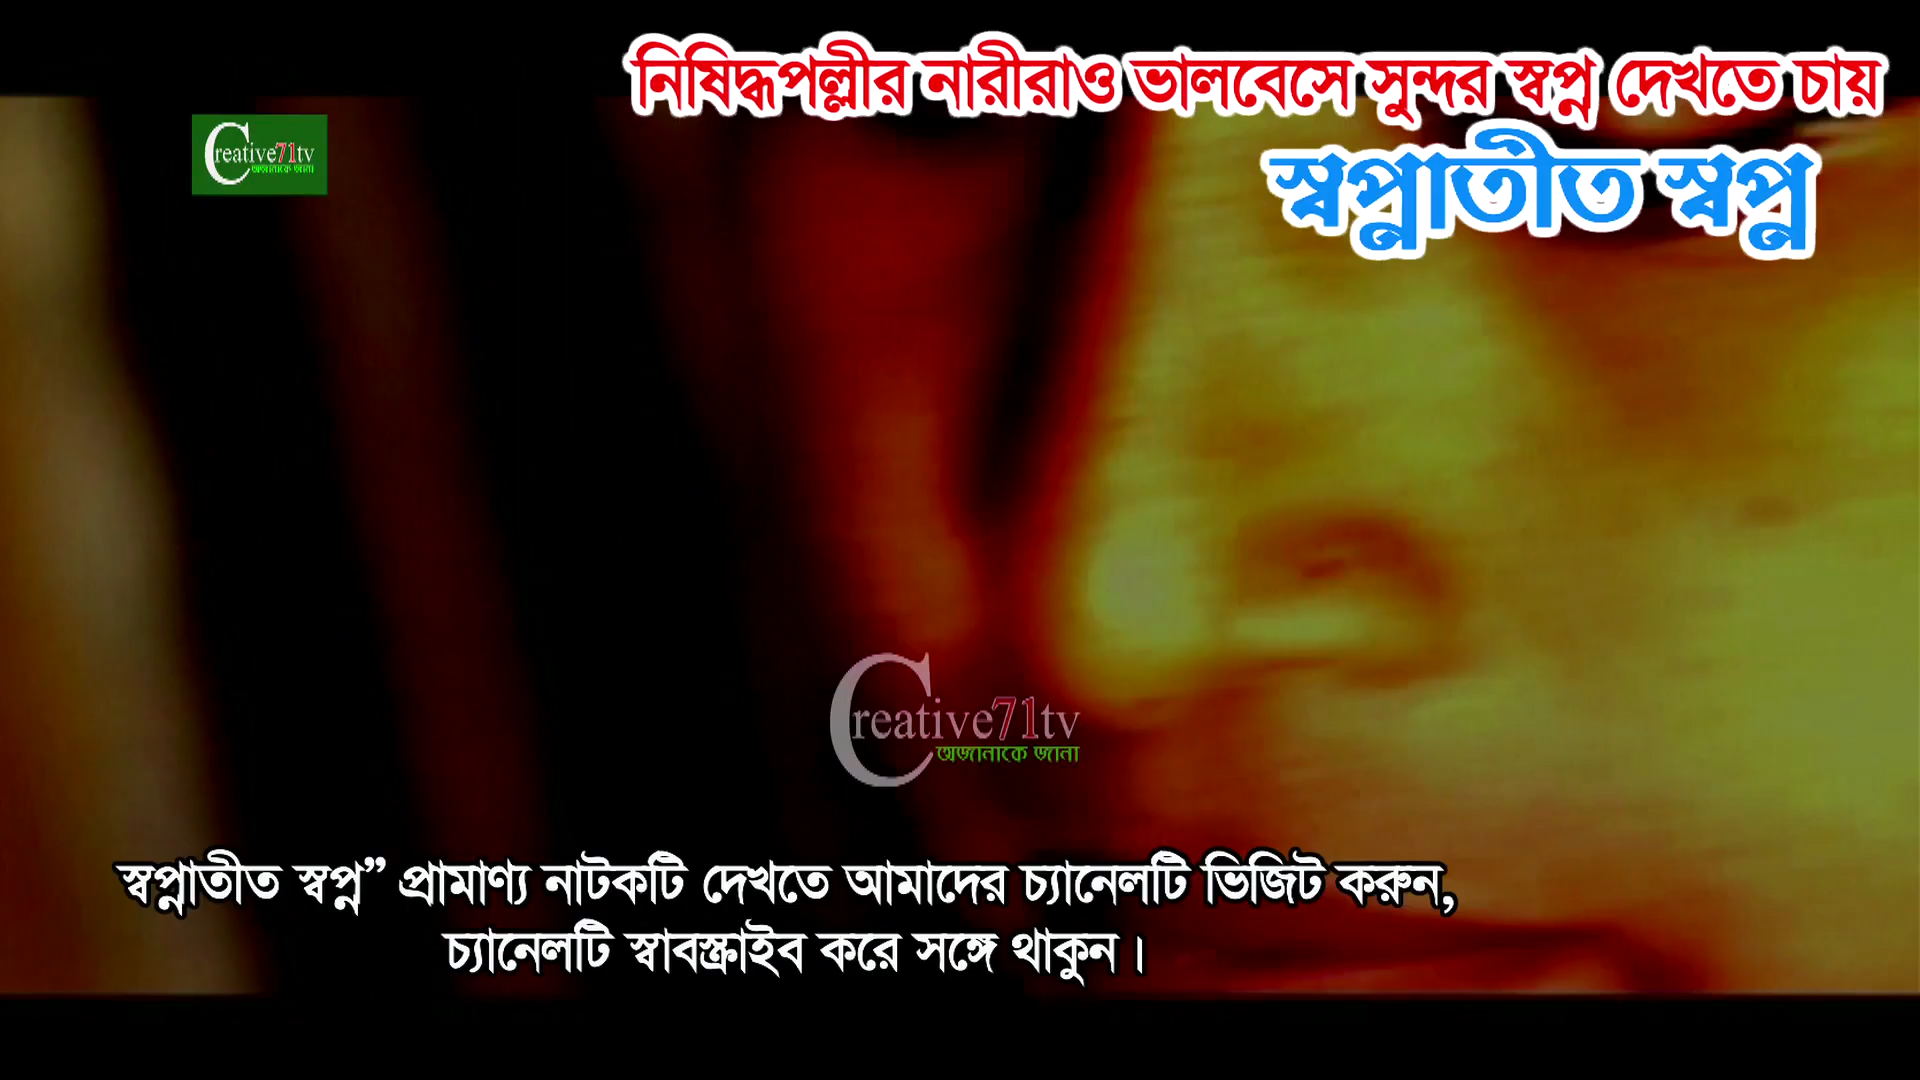 নিষিদ্ধপল্লীর নারীরাও ভালবেসে সুন্দর স্বপ্ন দেখতে চায়
স্বপ্নাতীত স্বপ্ন
Creative71tv
অজানাকে জানা
Creative71tv
অজানাকে জানা
স্বপ্নাতীত স্বপ্ন” প্রামাণ্য নাটকটি দেখতে আমাদের চ্যানেলটি ভিজিট করুন,
চ্যানেলটি স্বাবস্ক্রাইব করে সঙ্গে থাকুন।